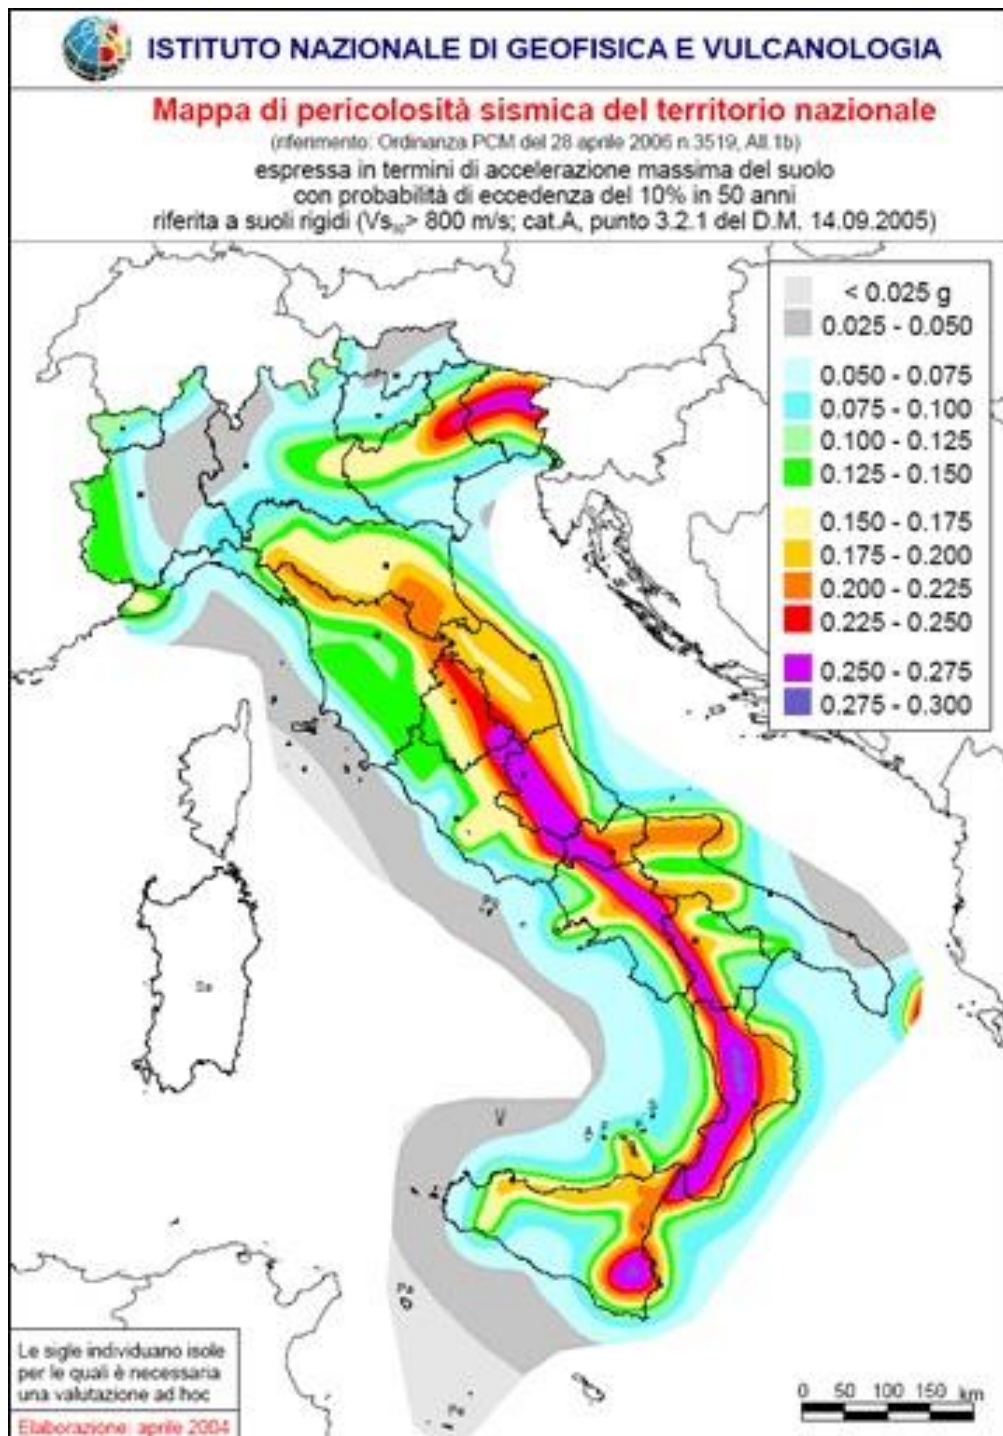 ISTITUTO NAZIONALE DI GEOFISICA E VULCANOLOGIA
Mappa di pericolosità sismica del territorio nazionale
(riferimento: Ordinanza PCM del 28 aprile 2006 n.3519, All.1b)
espressa in termini di accelerazione massima del suolo
con probabilità di eccedenza del 10% in 50 anni
riferita a suoli rigidi (Vs₃₀> 800 m/s; cat.A, punto 3.2.1 del D.M. 14.09.2005)
< 0.025 g
0.025 - 0.050
0.050 - 0.075
0.075 - 0.100
0.100 - 0.125
0.125 - 0.150
0.150 - 0.175
0.175 - 0.200
0.200 - 0.225
0.225 - 0.250
0.250 - 0.275
0.275 - 0.300
Sa
Pa
Pe
Le sigle individuano isole
per le quali è necessaria
una valutazione ad hoc
Elaborazione: aprile 2004
0 50 100 150 km